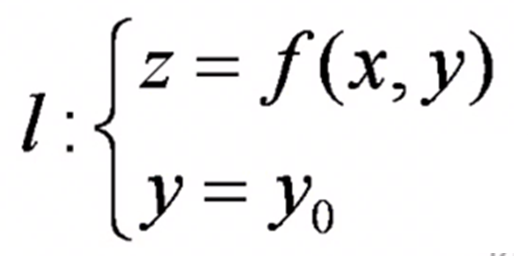 l : { z = f(x, y)
y = y₀